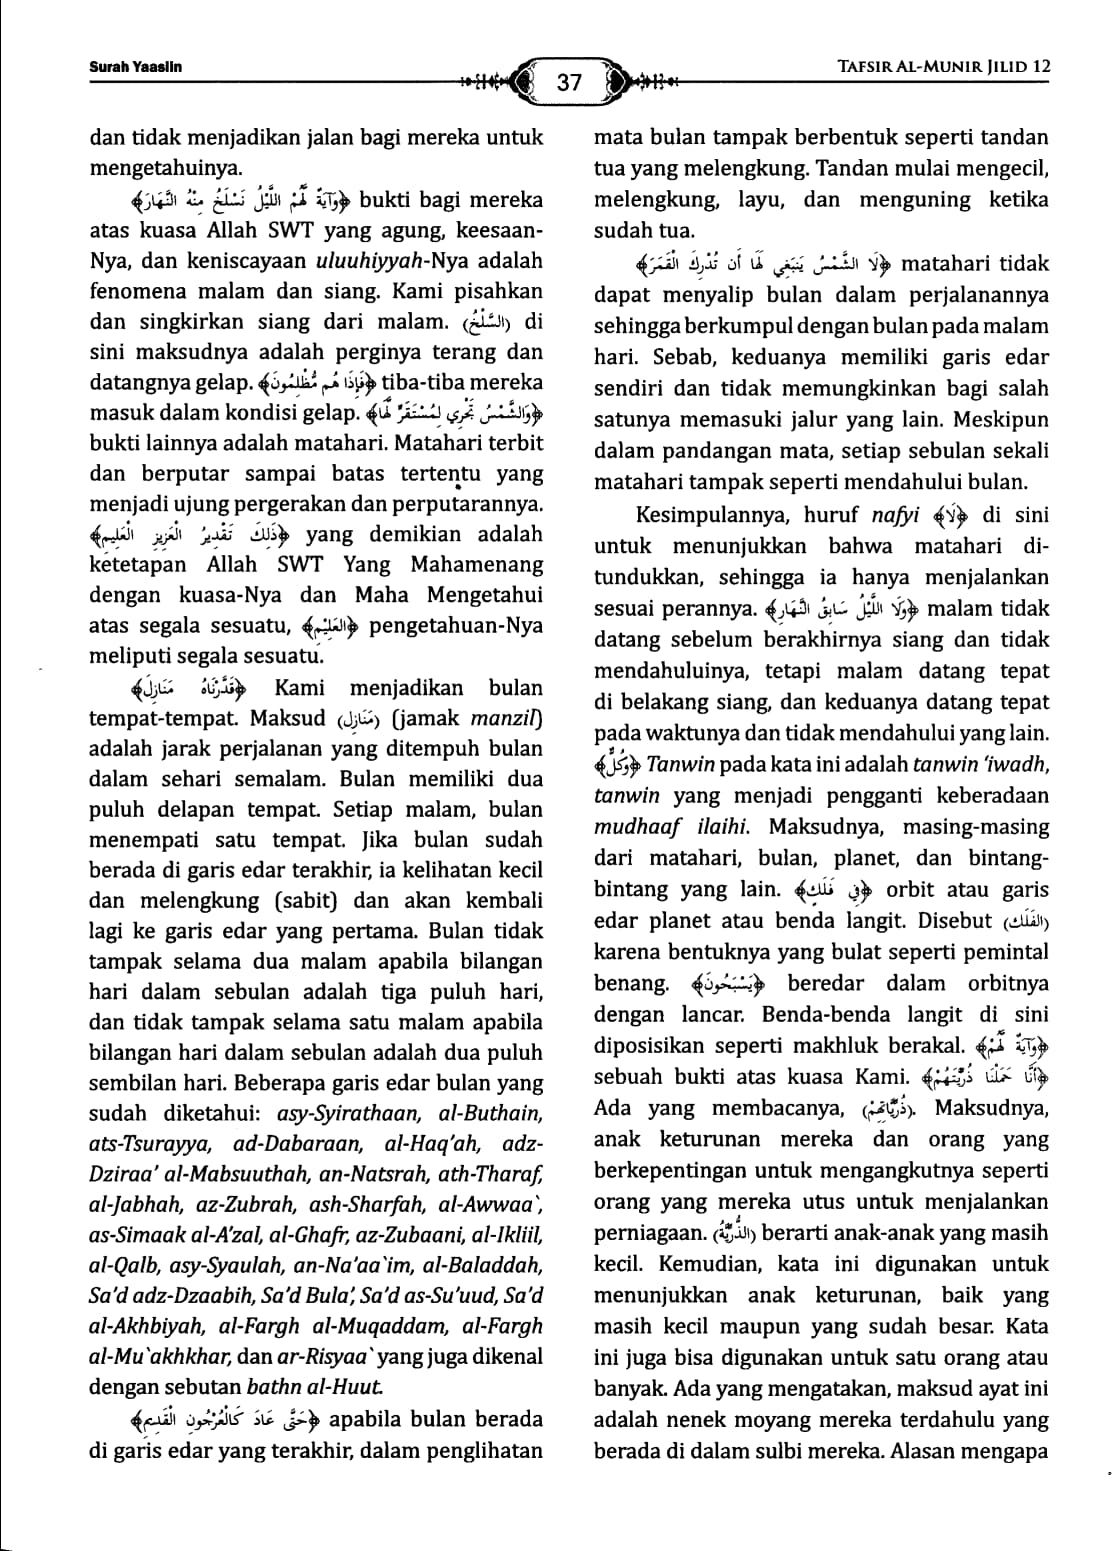 Surah Yaasiin
37
TAFSIR AL-MUNIR JILID 12
dan tidak menjadikan jalan bagi mereka untuk
mengetahuinya.
﴿وَآيَةٌ لَّهُمُ اللَّيْلُ نَسْلَخُ مِنْهُ النَّهَارَ﴾ bukti bagi mereka
atas kuasa Allah SWT yang agung, keesaan-
Nya, dan keniscayaan uluuhiyyah-Nya adalah
fenomena malam dan siang. Kami pisahkan
dan singkirkan siang dari malam. (السَّلْخُ) di
sini maksudnya adalah perginya terang dan
datangnya gelap. ﴿فَإِذَا هُم مُّظْلِمُونَ﴾ tiba-tiba mereka
masuk dalam kondisi gelap. ﴿وَالشَّمْسُ تَجْرِي لِمُسْتَقَرٍّ لَّهَا﴾
bukti lainnya adalah matahari. Matahari terbit
dan berputar sampai batas tertentu yang
menjadi ujung pergerakan dan perputarannya.
﴿ذَلِكَ تَقْدِيرُ الْعَزِيزِ الْعَلِيمِ﴾ yang demikian adalah
ketetapan Allah SWT Yang Mahamenang
dengan kuasa-Nya dan Maha Mengetahui
atas segala sesuatu, ﴿العَلِيْمِ﴾ pengetahuan-Nya
meliputi segala sesuatu.
﴿قَدَّرْنَاهُ مَنَازِلَ﴾ Kami menjadikan bulan
tempat-tempat. Maksud (مَنَازِل) (jamak manzil)
adalah jarak perjalanan yang ditempuh bulan
dalam sehari semalam. Bulan memiliki dua
puluh delapan tempat. Setiap malam, bulan
menempati satu tempat. Jika bulan sudah
berada di garis edar terakhir, ia kelihatan kecil
dan melengkung (sabit) dan akan kembali
lagi ke garis edar yang pertama. Bulan tidak
tampak selama dua malam apabila bilangan
hari dalam sebulan adalah tiga puluh hari,
dan tidak tampak selama satu malam apabila
bilangan hari dalam sebulan adalah dua puluh
sembilan hari. Beberapa garis edar bulan yang
sudah diketahui: asy-Syirathaan, al-Buthain,
ats-Tsurayya, ad-Dabaraan, al-Haq'ah, adz-
Dziraa' al-Mabsuuthah, an-Natsrah, ath-Tharaf,
al-Jabhah, az-Zubrah, ash-Sharfah, al-Awwaa`,
as-Simaak al-A'zal, al-Ghafr, az-Zubaani, al-Ikliil,
al-Qalb, asy-Syaulah, an-Na'aa`im, al-Baladdah,
Sa'd adz-Dzaabih, Sa'd Bula', Sa'd as-Su'uud, Sa'd
al-Akhbiyah, al-Fargh al-Muqaddam, al-Fargh
al-Mu`akhkhar, dan ar-Risyaa` yang juga dikenal
dengan sebutan bathn al-Huut.
﴿حَتَّى عَادَ كَالْعُرْجُونِ الْقَدِيمِ﴾ apabila bulan berada
di garis edar yang terakhir, dalam penglihatan
mata bulan tampak berbentuk seperti tandan
tua yang melengkung. Tandan mulai mengecil,
melengkung, layu, dan menguning ketika
sudah tua.
﴿لَا الشَّمْسُ يَنبَغِي لَهَا أَن تُدْرِكَ الْقَمَرَ﴾ matahari tidak
dapat menyalip bulan dalam perjalanannya
sehingga berkumpul dengan bulan pada malam
hari. Sebab, keduanya memiliki garis edar
sendiri dan tidak memungkinkan bagi salah
satunya memasuki jalur yang lain. Meskipun
dalam pandangan mata, setiap sebulan sekali
matahari tampak seperti mendahului bulan.
Kesimpulannya, huruf nafyi ﴿لَا﴾ di sini
untuk menunjukkan bahwa matahari di-
tundukkan, sehingga ia hanya menjalankan
sesuai perannya. ﴿وَلَا اللَّيْلُ سَابِقُ النَّهَارِ﴾ malam tidak
datang sebelum berakhirnya siang dan tidak
mendahuluinya, tetapi malam datang tepat
di belakang siang, dan keduanya datang tepat
pada waktunya dan tidak mendahului yang lain.
﴿وَكُلٌّ﴾ Tanwin pada kata ini adalah tanwin 'iwadh,
tanwin yang menjadi pengganti keberadaan
mudhaaf ilaihi. Maksudnya, masing-masing
dari matahari, bulan, planet, dan bintang-
bintang yang lain. ﴿فِي فَلَكٍ﴾ orbit atau garis
edar planet atau benda langit. Disebut (الفَلَك)
karena bentuknya yang bulat seperti pemintal
benang. ﴿يَسْبَحُونَ﴾ beredar dalam orbitnya
dengan lancar. Benda-benda langit di sini
diposisikan seperti makhluk berakal. ﴿وَآيَةٌ لَّهُمْ﴾
sebuah bukti atas kuasa Kami. ﴿أَنَّا حَمَلْنَا ذُرِّيَّتَهُمْ﴾
Ada yang membacanya, (ذُرِّيَّاتِهِمْ). Maksudnya,
anak keturunan mereka dan orang yang
berkepentingan untuk mengangkutnya seperti
orang yang mereka utus untuk menjalankan
perniagaan. (الذُّرِّيَّةُ) berarti anak-anak yang masih
kecil. Kemudian, kata ini digunakan untuk
menunjukkan anak keturunan, baik yang
masih kecil maupun yang sudah besar. Kata
ini juga bisa digunakan untuk satu orang atau
banyak. Ada yang mengatakan, maksud ayat ini
adalah nenek moyang mereka terdahulu yang
berada di dalam sulbi mereka. Alasan mengapa